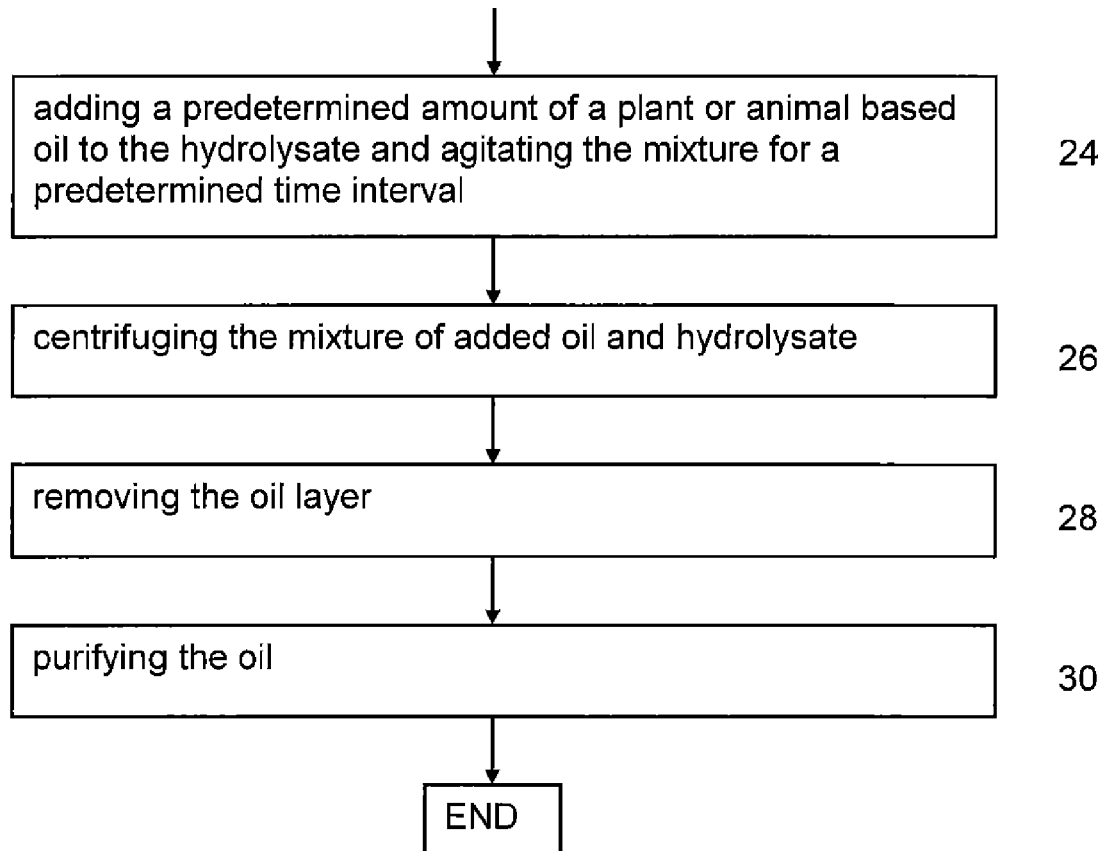 adding a predetermined amount of a plant or animal based
oil to the hydrolysate and agitating the mixture for a
predetermined time interval
24
centrifuging the mixture of added oil and hydrolysate
26
removing the oil layer
28
purifying the oil
30
END